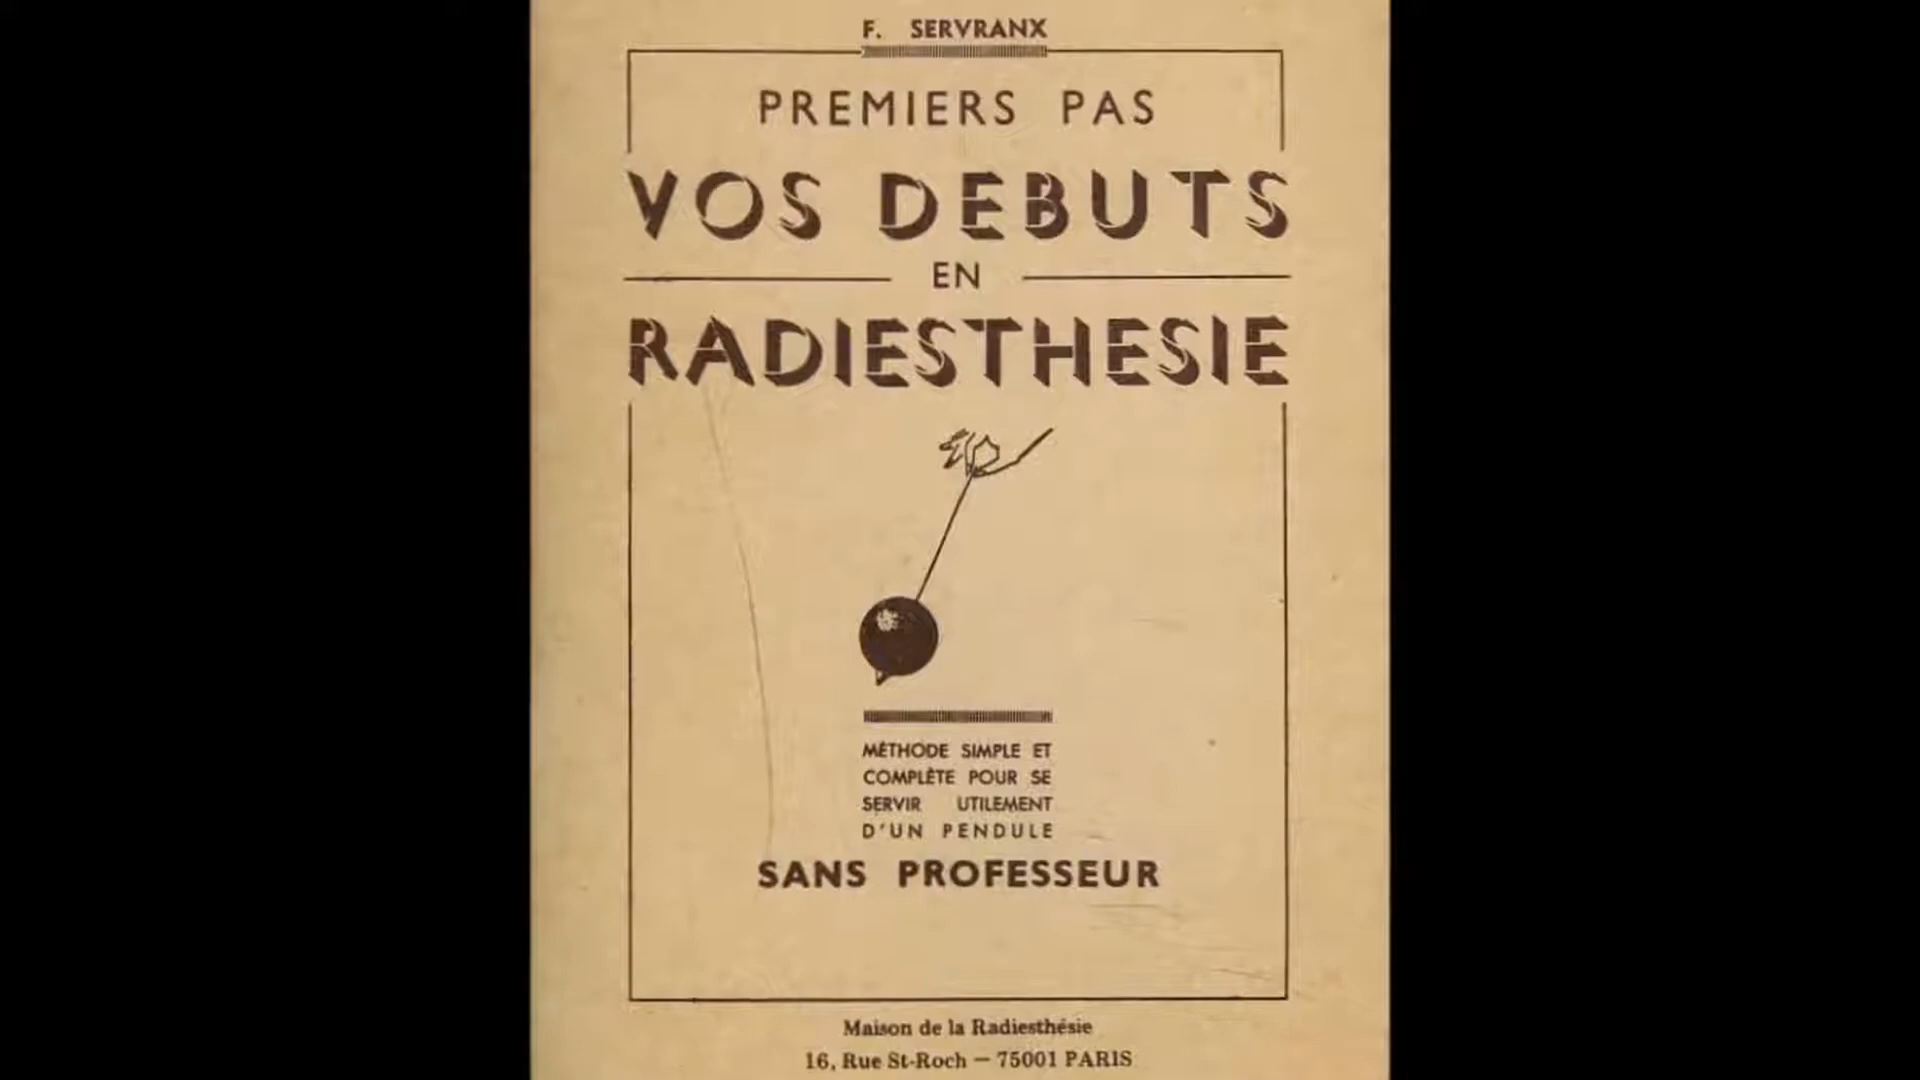 F. SERVRANX
PREMIERS PAS
VOS DEBUTS
EN
RADIESTHESIE
MÉTHODE SIMPLE ET
COMPLÈTE POUR SE
SERVIR UTILEMENT
D'UN PENDULE
SANS PROFESSEUR
Maison de la Radiesthésie
16, Rue St-Roch — 75001 PARIS